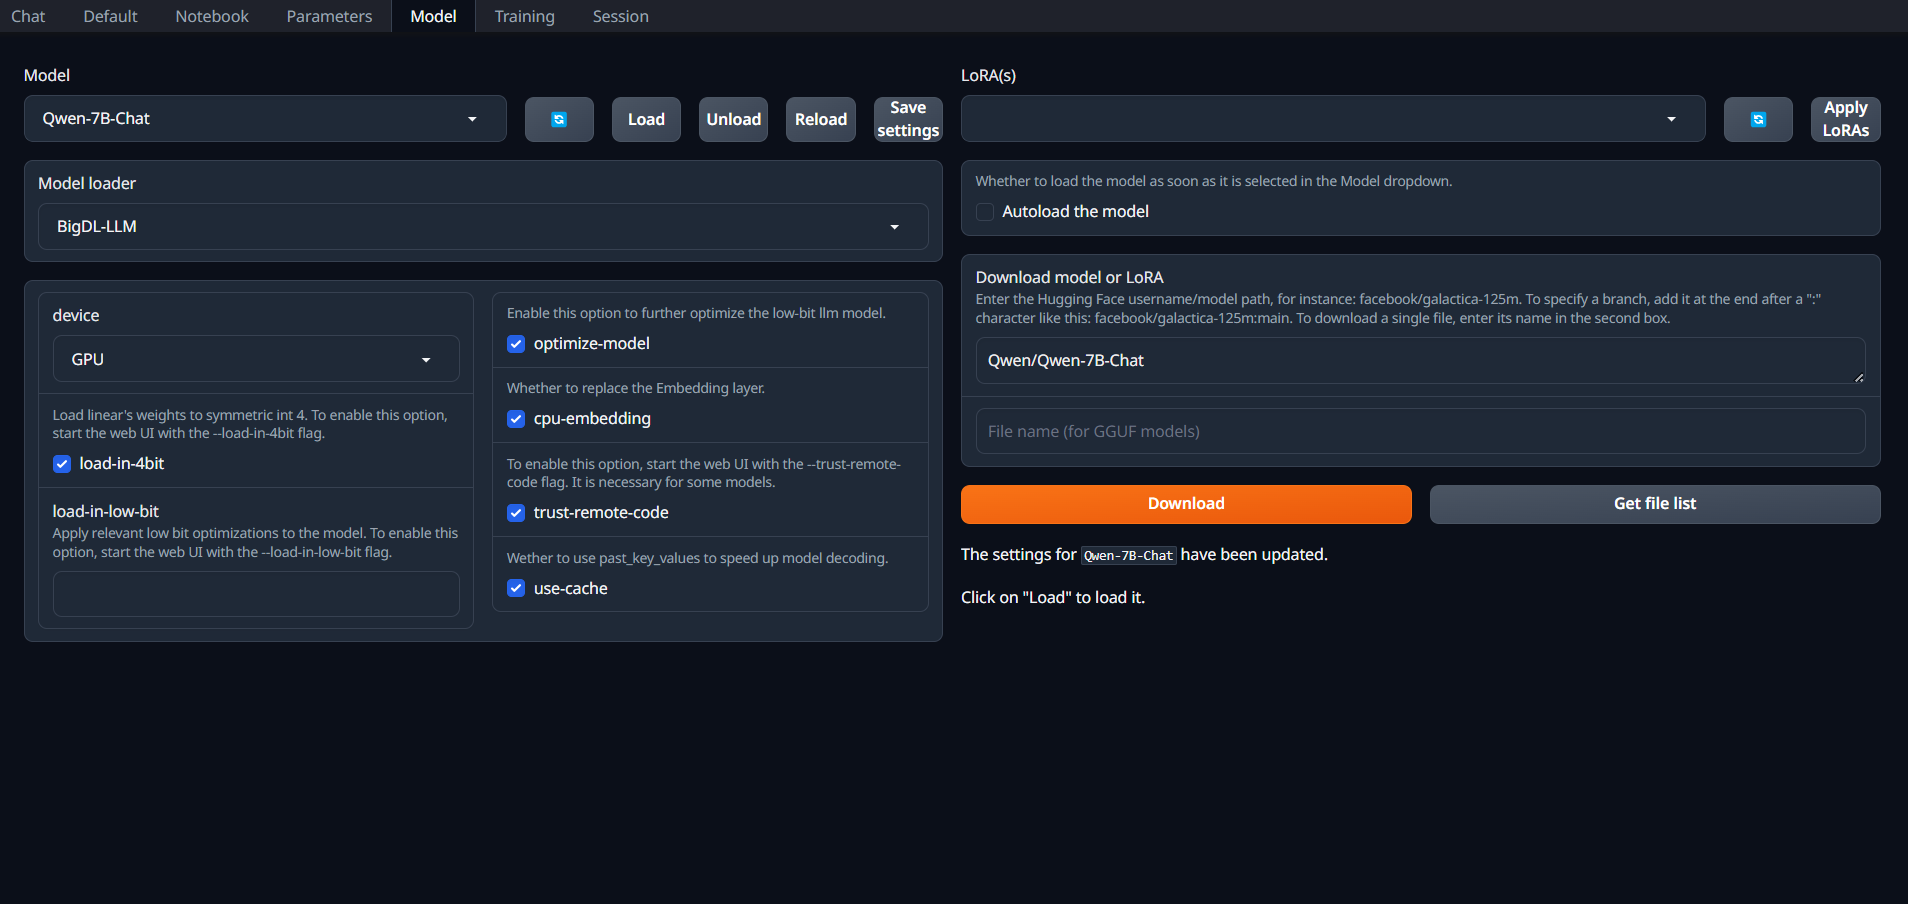 Chat Default Notebook Parameters Model Training Session
Model
Qwen-7B-Chat
Load
Unload
Reload
Save
settings
Model loader
BigDL-LLM
device
GPU
Load linear's weights to symmetric int 4. To enable this option,
start the web UI with the --load-in-4bit flag.
load-in-4bit
load-in-low-bit
Apply relevant low bit optimizations to the model. To enable this
option, start the web UI with the --load-in-low-bit flag.
Enable this option to further optimize the low-bit llm model.
optimize-model
Whether to replace the Embedding layer.
cpu-embedding
To enable this option, start the web UI with the --trust-remote-
code flag. It is necessary for some models.
trust-remote-code
Wether to use past_key_values to speed up model decoding.
use-cache
LoRA(s)
Apply
LoRAs
Whether to load the model as soon as it is selected in the Model dropdown.
Autoload the model
Download model or LoRA
Enter the Hugging Face username/model path, for instance: facebook/galactica-125m. To specify a branch, add it at the end after a ":"
character like this: facebook/galactica-125m:main. To download a single file, enter its name in the second box.
Qwen/Qwen-7B-Chat
File name (for GGUF models)
Download
Get file list
The settings for Qwen-7B-Chat have been updated.
Click on "Load" to load it.